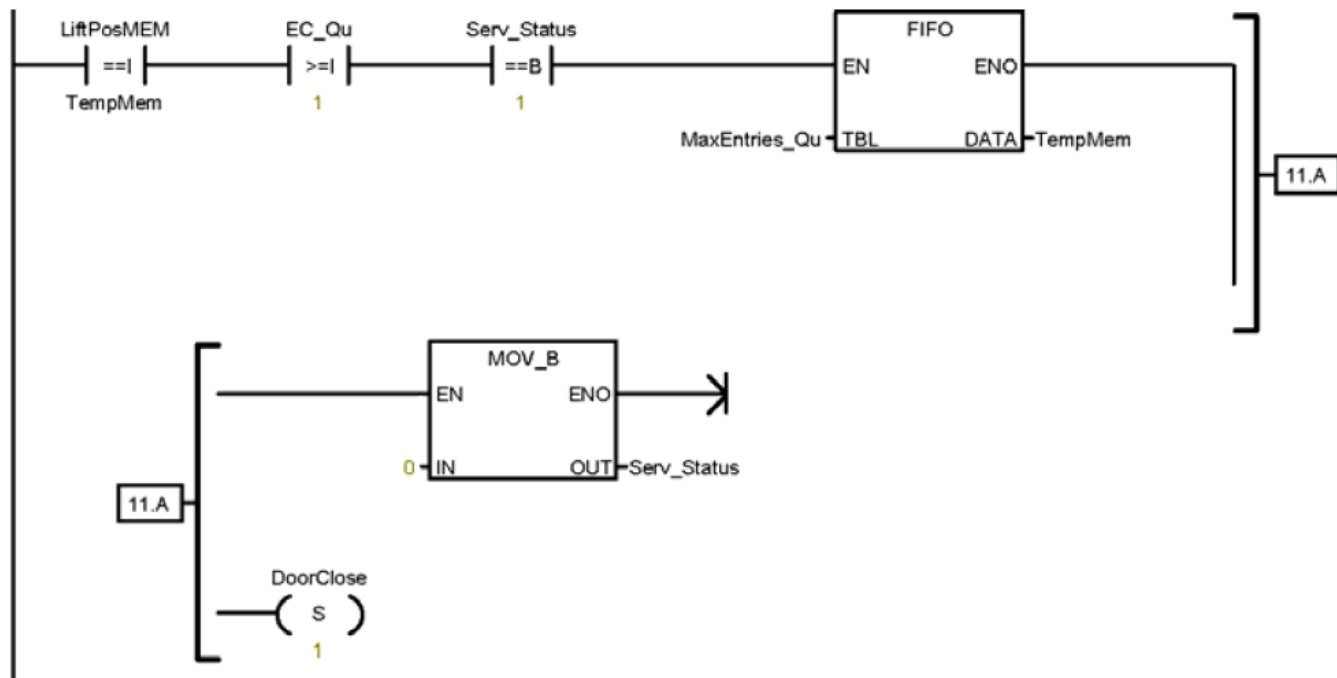 LiftPosMEM EC_Qu Serv_Status FIFO
==I >=I ==B EN ENO
TempMem 1 1
MaxEntries_Qu TBL DATA TempMem
11.A
MOV_B
EN ENO
0 IN OUT Serv_Status
11.A
DoorClose
S
1